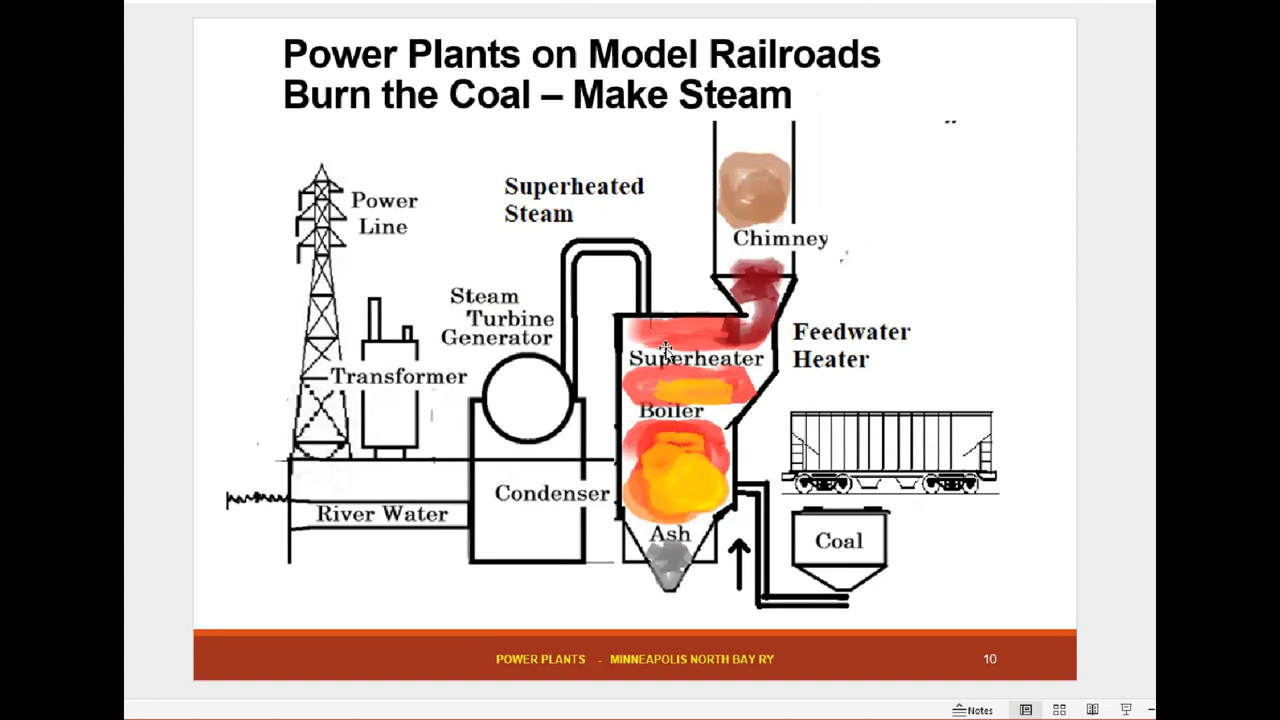 Power Plants on Model Railroads
Burn the Coal – Make Steam
Power
Line
Superheated
Steam
Chimney
Steam
Turbine
Generator
Feedwater
Heater
Superheater
Transformer
Boiler
Condenser
River Water
Ash
Coal
POWER PLANTS - MINNEAPOLIS NORTH BAY RY
10
Notes